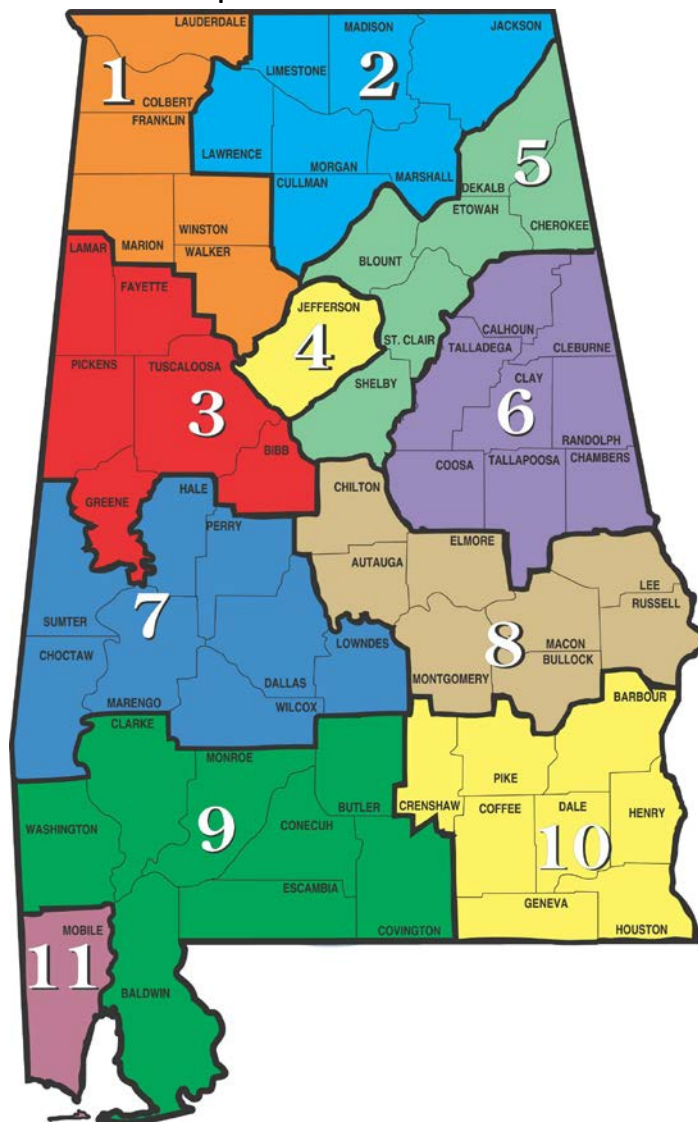 LAUDERDALE
MADISON
JACKSON
LIMESTONE
1
2
COLBERT
FRANKLIN
LAWRENCE
MORGAN
MARSHALL
5
CULLMAN
DEKALB
ETOWAH
CHEROKEE
WINSTON
MARION
WALKER
LAMAR
BLOUNT
FAYETTE
JEFFERSON
CALHOUN
ST. CLAIR
TALLADEGA
CLEBURNE
4
PICKENS
TUSCALOOSA
SHELBY
CLAY
3
6
RANDOLPH
BIBB
COOSA
TALLAPOOSA
CHAMBERS
GREENE
HALE
CHILTON
PERRY
ELMORE
AUTAUGA
LEE
RUSSELL
SUMTER
7
LOWNDES
MACON
CHOCTAW
8
BULLOCK
DALLAS
MONTGOMERY
MARENGO
WILCOX
BARBOUR
CLARKE
MONROE
PIKE
BUTLER
CRENSHAW
COFFEE
DALE
HENRY
WASHINGTON
9
CONECUH
10
ESCAMBIA
GENEVA
MOBILE
COVINGTON
HOUSTON
11
BALDWIN